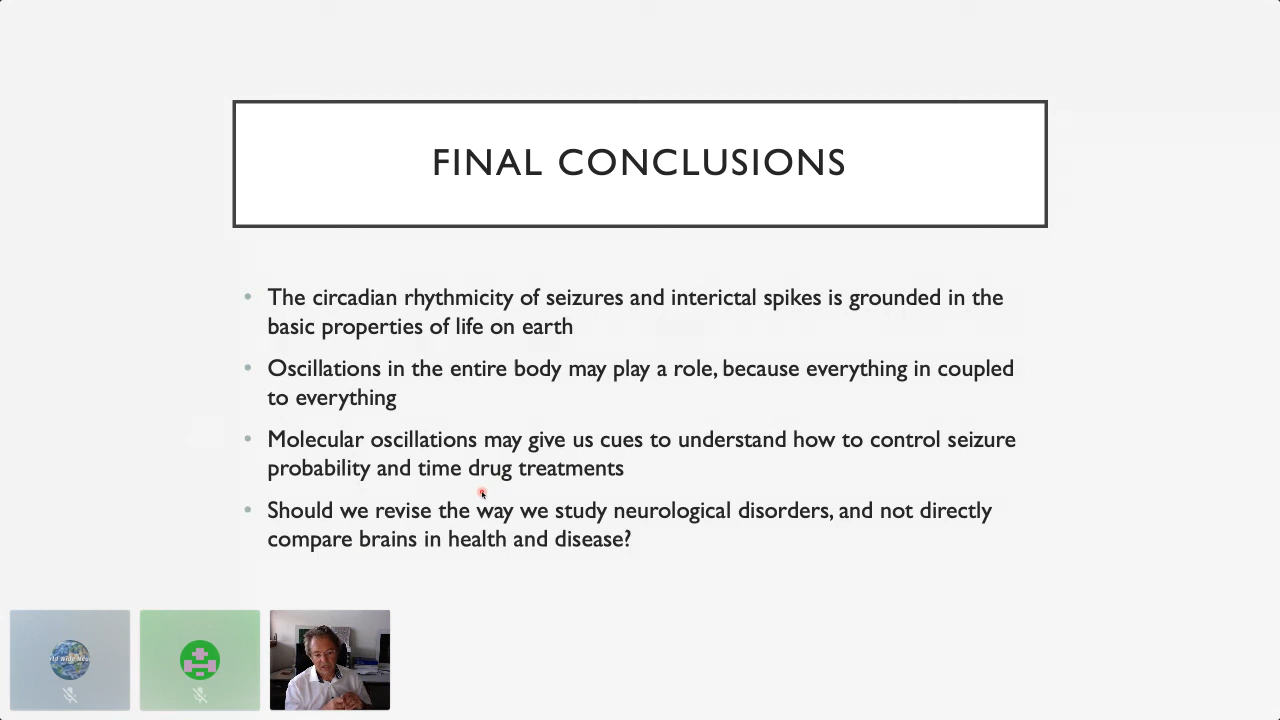 FINAL CONCLUSIONS
• The circadian rhythmicity of seizures and interictal spikes is grounded in the
basic properties of life on earth
• Oscillations in the entire body may play a role, because everything in coupled
to everything
• Molecular oscillations may give us cues to understand how to control seizure
probability and time drug treatments
• Should we revise the way we study neurological disorders, and not directly
compare brains in health and disease?